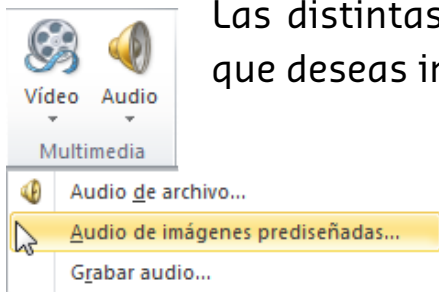 Las distintas
que deseas
Vídeo Audio
Multimedia
Audio de archivo...
Audio de imágenes prediseñadas...
Grabar audio...